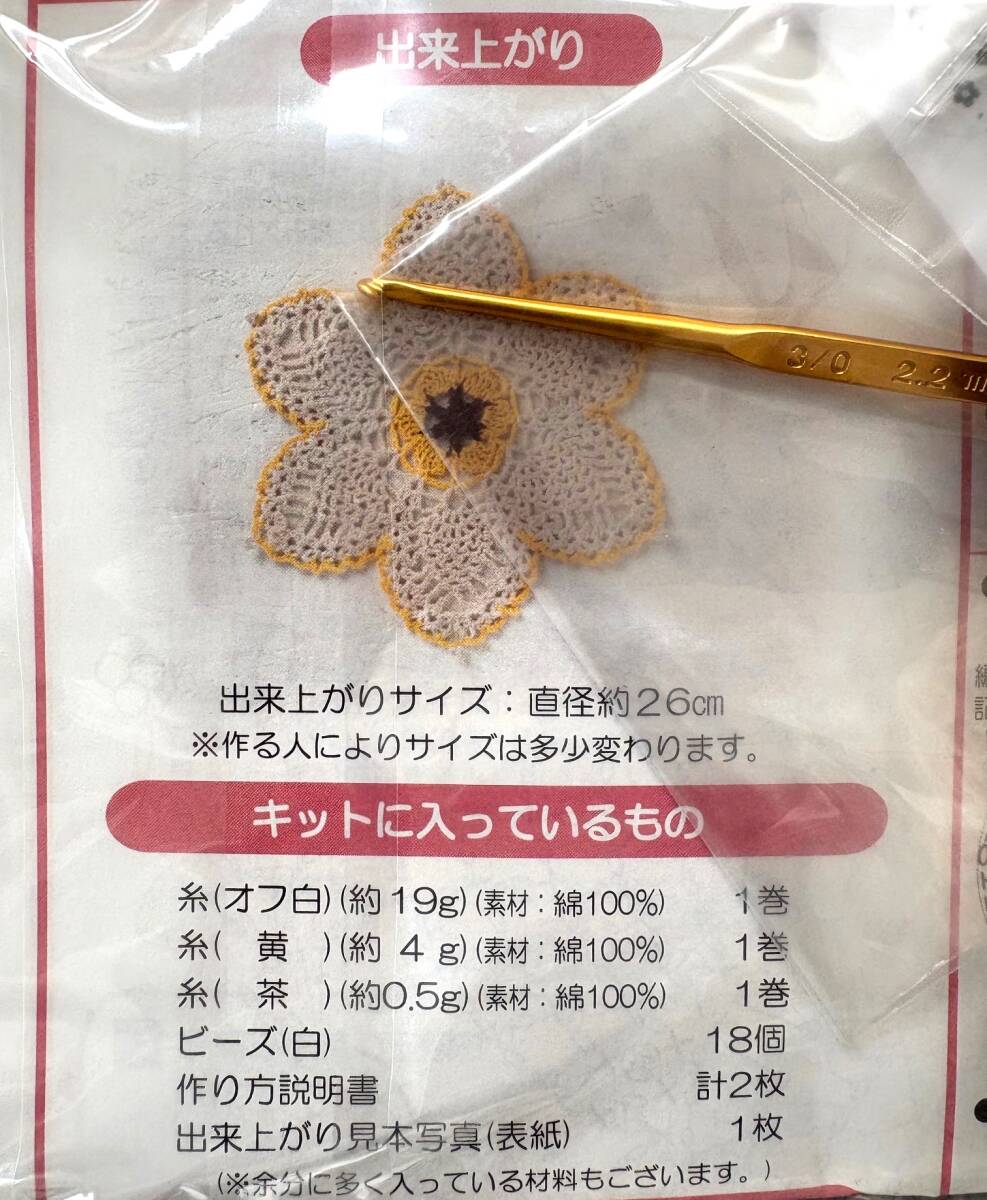 出来上がり
3/0 2.2m
出来上がりサイズ：直径約26cm
※作る人によりサイズは多少変わります。
キットに入っているもの
糸(オフ白)(約19g)(素材：綿100%) 1巻
糸(　黄　)(約 4 g)(素材：綿100%) 1巻
糸(　茶　)(約0.5g)(素材：綿100%) 1巻
ビーズ(白) 18個
作り方説明書 計2枚
出来上がり見本写真(表紙) 1枚
(※余分に多く入っている材料もございます。)